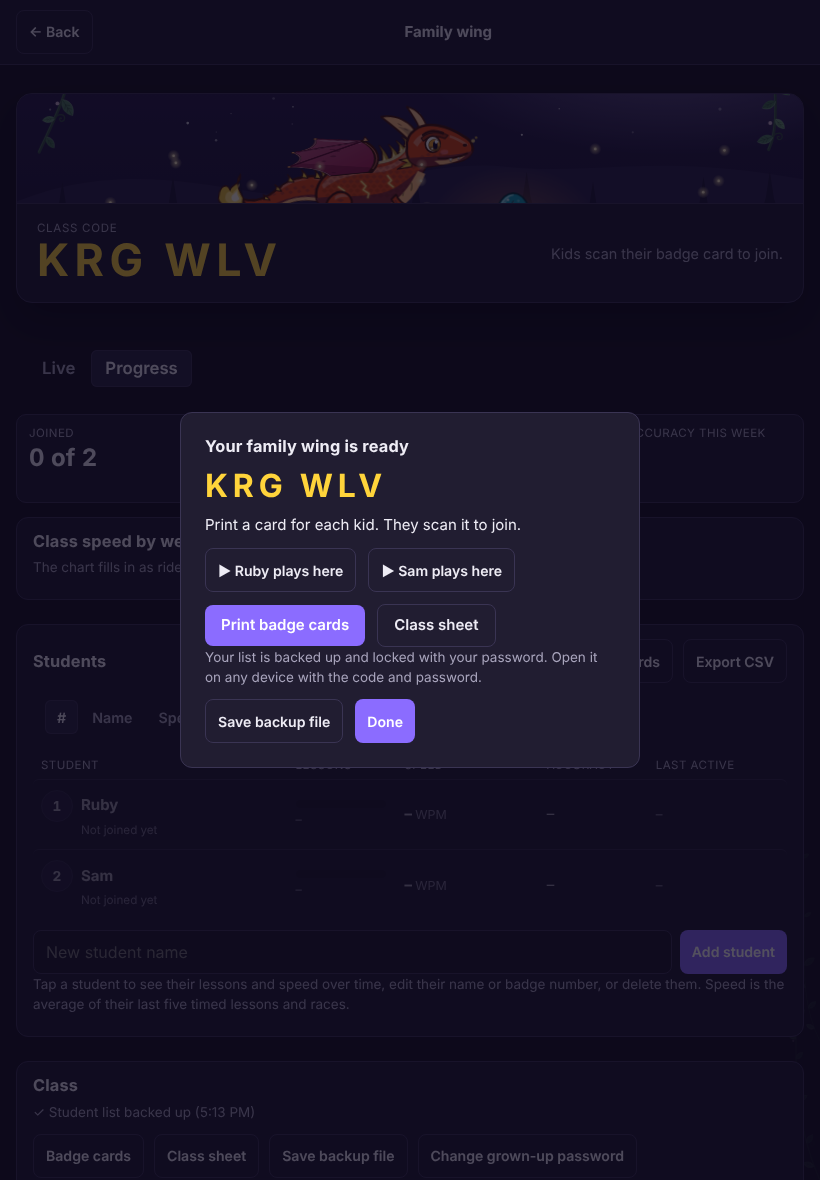 ← Back
Family wing
CLASS CODE
KRG WLV
Kids scan their badge card to join.
Live
Progress
JOINED
0 of 2
ACCURACY THIS WEEK
Class speed by we
The chart fills in as ride
Your family wing is ready
KRG WLV
Print a card for each kid. They scan it to join.
▶ Ruby plays here
▶ Sam plays here
Print badge cards
Class sheet
Your list is backed up and locked with your password. Open it
on any device with the code and password.
Save backup file
Done
Students
rds
Export CSV
#
Name
Spe
STUDENT
LAST ACTIVE
1
Ruby
Not joined yet
–
– WPM
–
–
2
Sam
Not joined yet
–
– WPM
–
–
New student name
Add student
Tap a student to see their lessons and speed over time, edit their name or badge number, or delete them. Speed is the
average of their last five timed lessons and races.
Class
✓ Student list backed up (5:13 PM)
Badge cards
Class sheet
Save backup file
Change grown-up password